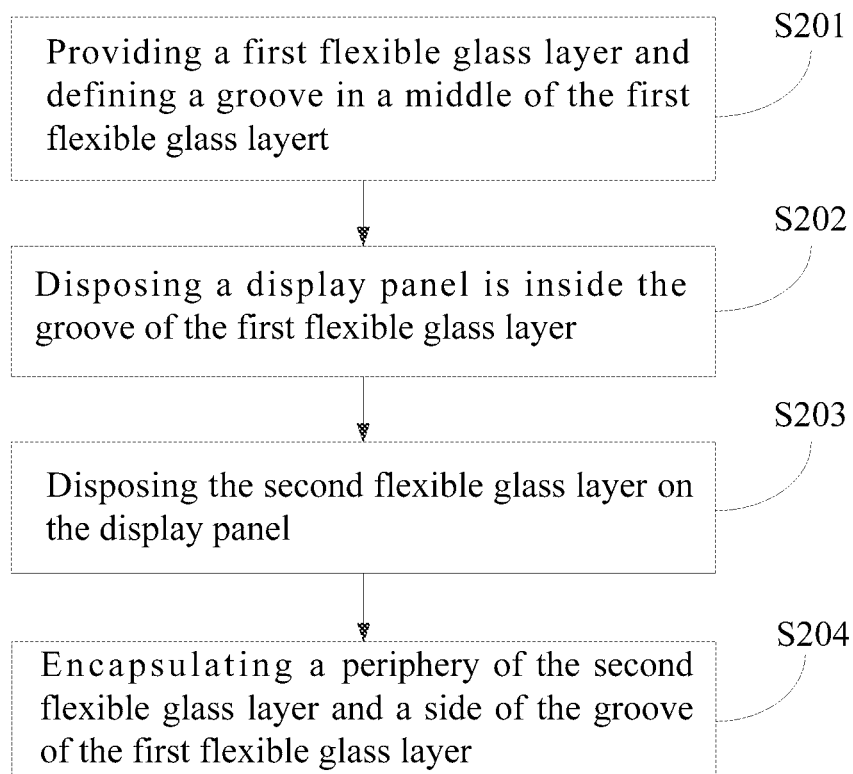 S201
Providing a first flexible glass layer and
defining a groove in a middle of the first
flexible glass layert
S202
Disposing a display panel is inside the
groove of the first flexible glass layer
S203
Disposing the second flexible glass layer on
the display panel
S204
Encapsulating a periphery of the second
flexible glass layer and a side of the groove
of the first flexible glass layer